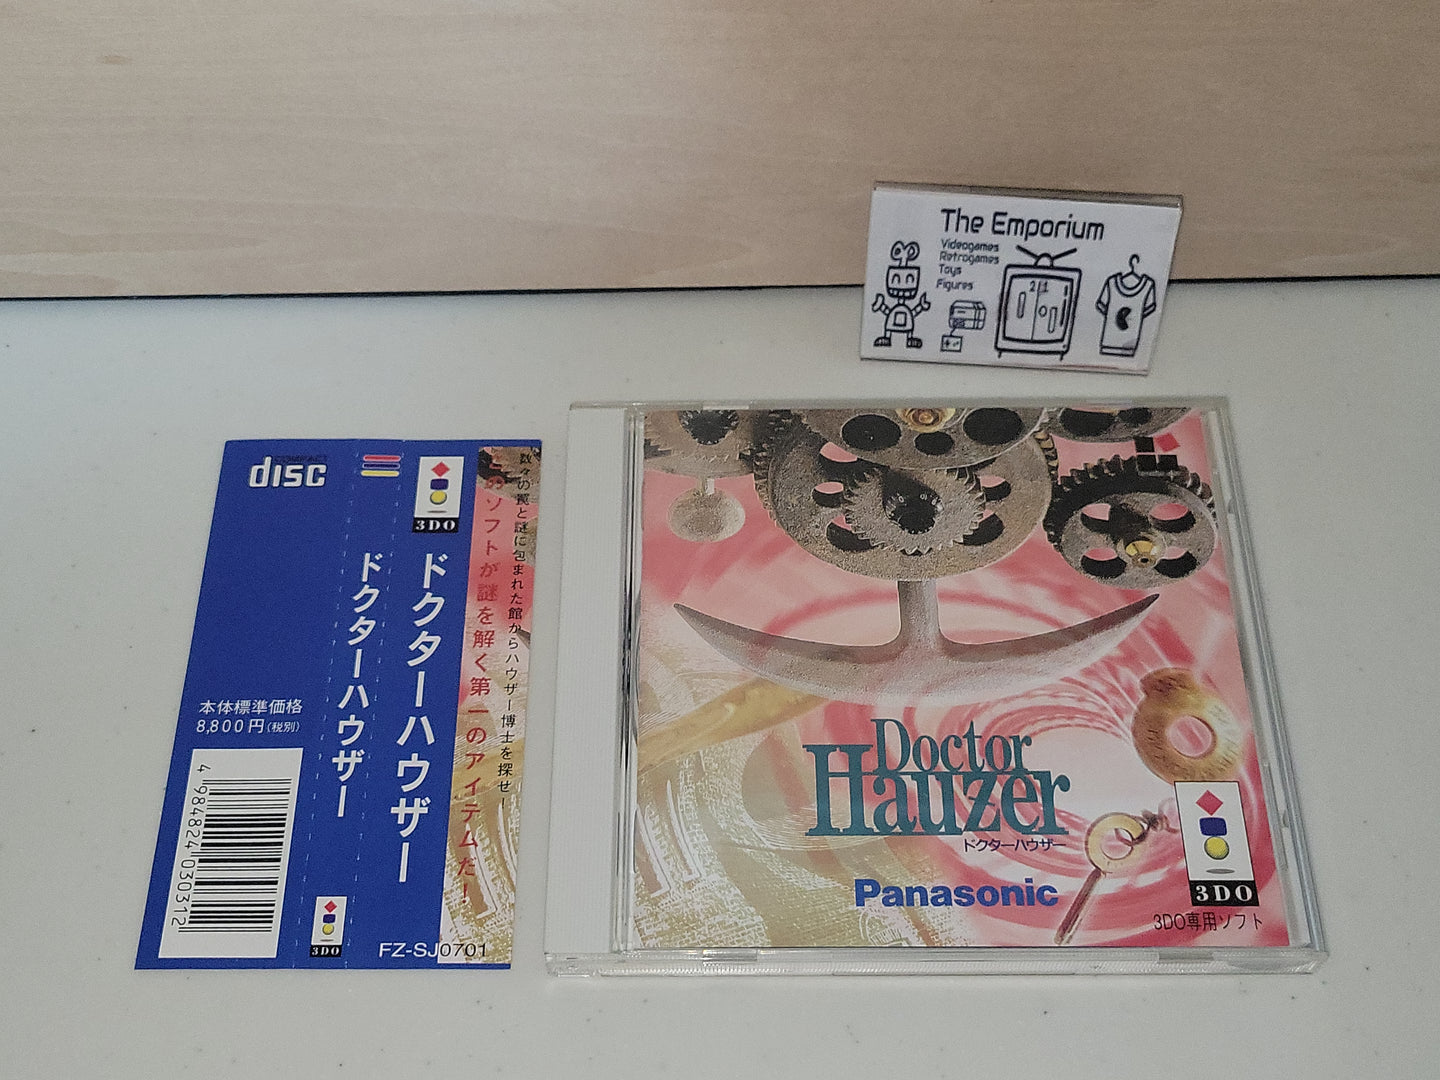 The Emporium
Videogames
Retrogames
Toys
Figures
2 1
COMPACT
disc
3DO
ドクターハウザー
ドクターハウザー
数々の罠と謎に包まれた館からハウザー博士を探せ!
このソフトが謎を解く第一のアイテムだ!
本体標準価格
8,800円(税別)
4 984824 030312
3DO
FZ-SJ0701
Doctor
Hauzer
ドクターハウザー
Panasonic
3DO
3DO専用ソフト